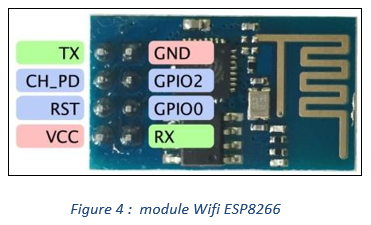 TX GND
CH_PD GPIO2
RST GPIO0
VCC RX
Figure 4 : module Wifi ESP8266